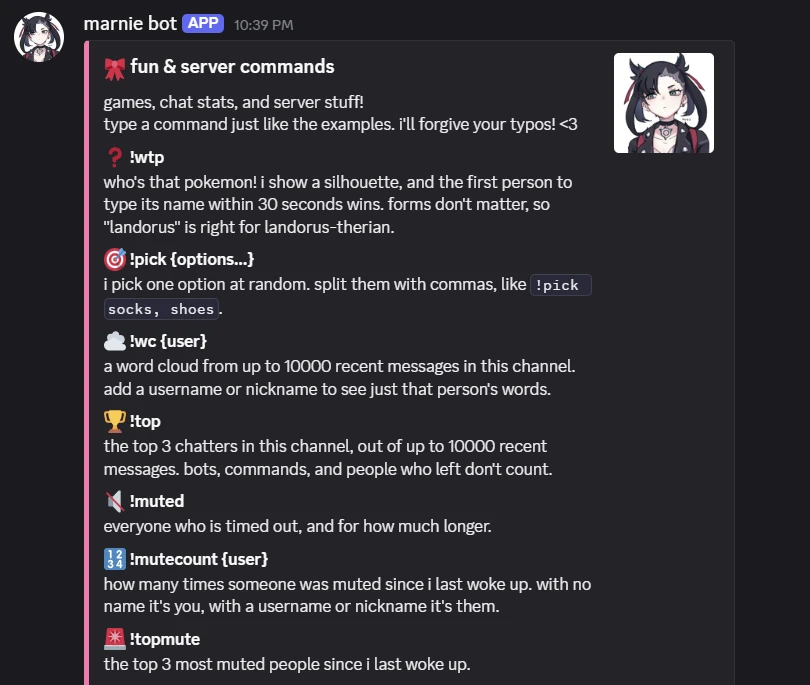 marnie bot APP 10:39 PM
fun & server commands
games, chat stats, and server stuff!
type a command just like the examples. i'll forgive your typos! <3
❓ !wtp
who's that pokemon! i show a silhouette, and the first person to
type its name within 30 seconds wins. forms don't matter, so
"landorus" is right for landorus-therian.
!pick {options...}
i pick one option at random. split them with commas, like !pick
socks, shoes.
!wc {user}
a word cloud from up to 10000 recent messages in this channel.
add a username or nickname to see just that person's words.
!top
the top 3 chatters in this channel, out of up to 10000 recent
messages. bots, commands, and people who left don't count.
!muted
everyone who is timed out, and for how much longer.
🔢 !mutecount {user}
how many times someone was muted since i last woke up. with no
name it's you, with a username or nickname it's them.
!topmute
the top 3 most muted people since i last woke up.